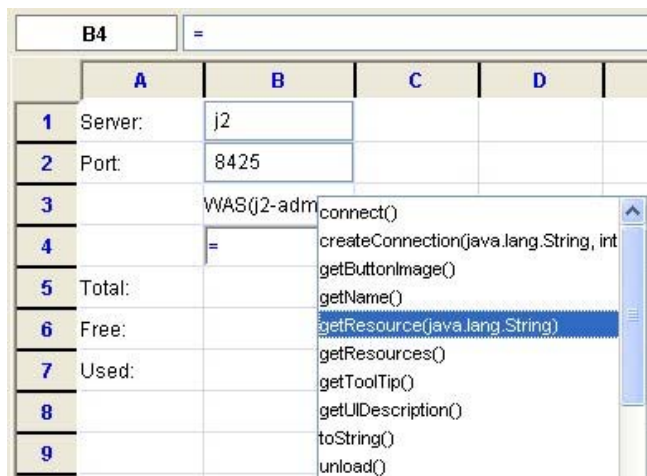 B4 =
A B C D
1 Server: j2
2 Port: 8425
3 WAS(j2-adm
4 =
5 Total:
6 Free:
7 Used:
8
9
connect()
createConnection(java.lang.String, int
getButtonImage()
getName()
getResource(java.lang.String)
getResources()
getToolTip()
getUIDescription()
toString()
unload()